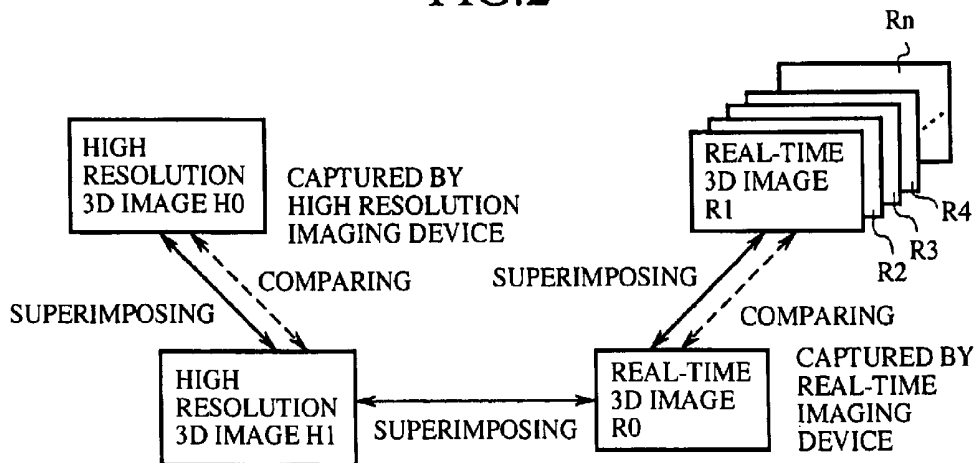 FIG.2
Rn
HIGH
RESOLUTION
3D IMAGE H0
CAPTURED BY
HIGH RESOLUTION
IMAGING DEVICE
REAL-TIME
3D IMAGE
R1
R4
R3
R2
COMPARING
SUPERIMPOSING
SUPERIMPOSING
COMPARING
HIGH
RESOLUTION
3D IMAGE H1
SUPERIMPOSING
REAL-TIME
3D IMAGE
R0
CAPTURED BY
REAL-TIME
IMAGING
DEVICE